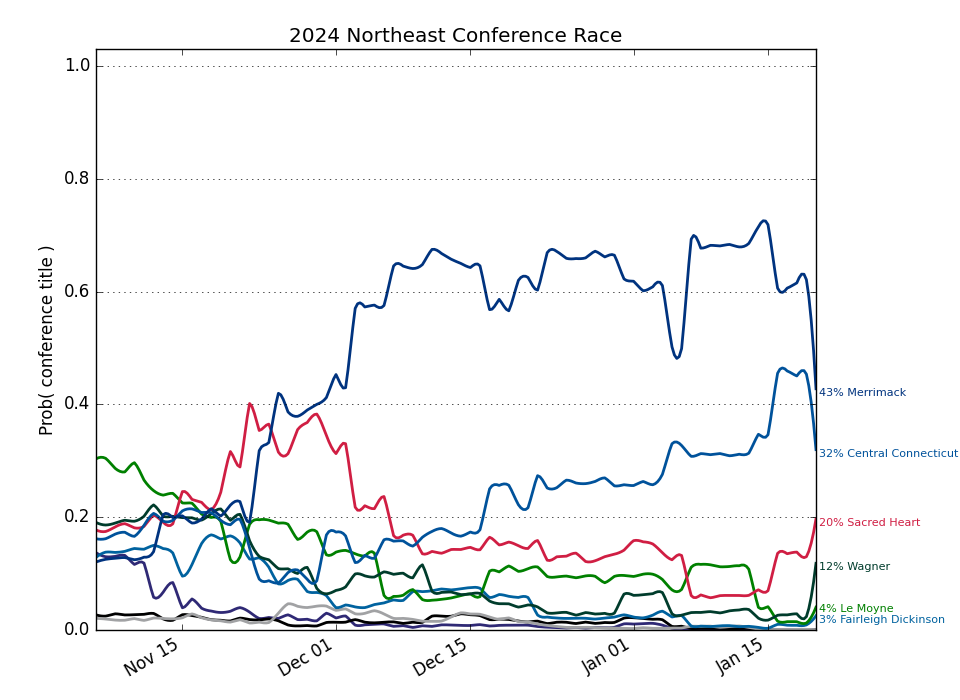 2024 Northeast Conference Race
Prob( conference title )
1.0
0.8
0.6
0.4
0.2
0.0
43% Merrimack
32% Central Connecticut
20% Sacred Heart
12% Wagner
4% Le Moyne
3% Fairleigh Dickinson
Nov 15
Dec 01
Dec 15
Jan 01
Jan 15